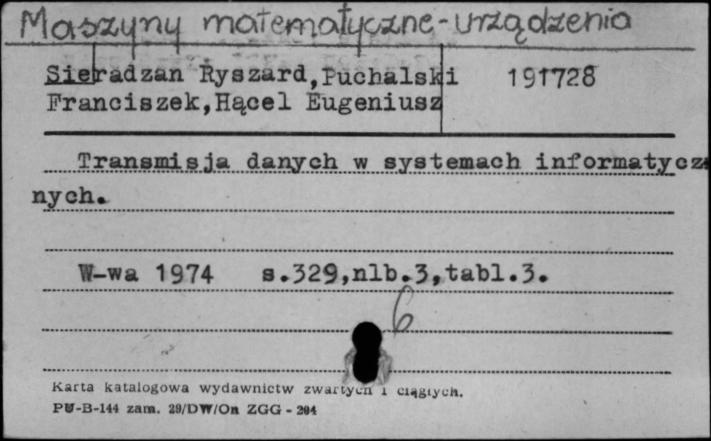 Maszyny matematyczne - urządzenia
Sieradzan Ryszard,Puchalski 191728
Franciszek,Hącel Eugeniusz
Transmisja danych w systemach informatycz-
nych.
W-wa 1974 s.329,nlb.3,tabl.3.
6
Karta katalogowa wydawnictw zwartych i ciągłych.
PU-B-144 zam. 29/DW/On ZGG - 204